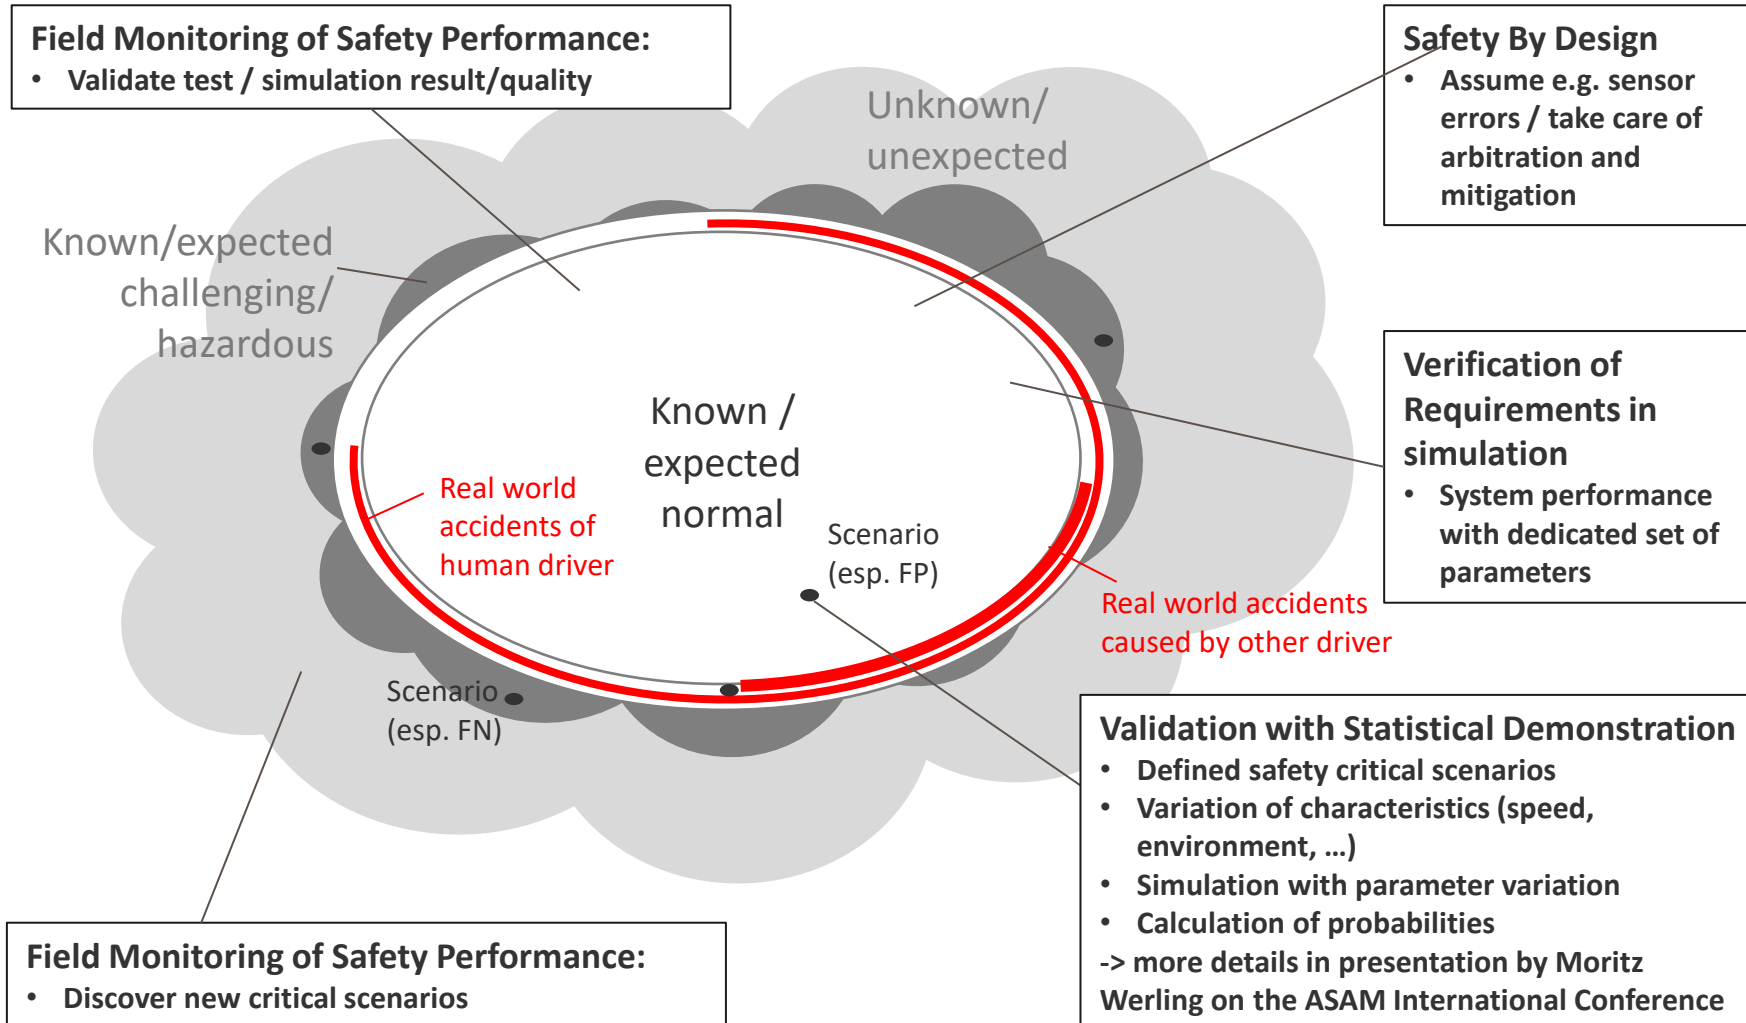 Field Monitoring of Safety Performance:
• Validate test / simulation result/quality
Safety By Design
• Assume e.g. sensor
errors / take care of
arbitration and
mitigation
Unknown/
unexpected
Known/expected
challenging/
hazardous
Verification of
Requirements in
simulation
• System performance
with dedicated set of
parameters
Known /
expected
normal
Real world
accidents of
human driver
Scenario
(esp. FP)
Real world accidents
caused by other driver
Scenario
(esp. FN)
Validation with Statistical Demonstration
• Defined safety critical scenarios
• Variation of characteristics (speed,
environment, …)
• Simulation with parameter variation
• Calculation of probabilities
-> more details in presentation by Moritz
Werling on the ASAM International Conference
Field Monitoring of Safety Performance:
• Discover new critical scenarios